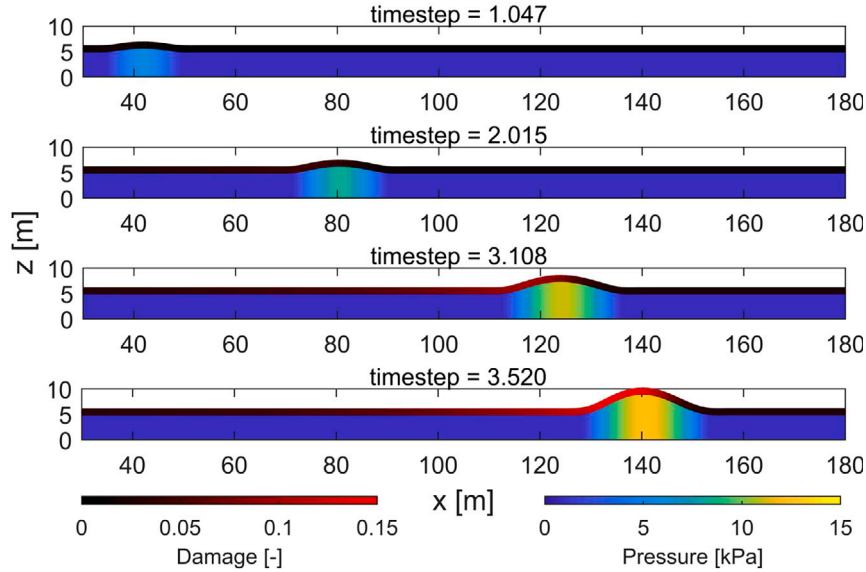 timestep = 1.047
10
5
0
40 60 80 100 120 140 160 180
timestep = 2.015
10
5
0
40 60 80 100 120 140 160 180
timestep = 3.108
10
5
0
40 60 80 100 120 140 160 180
timestep = 3.520
10
5
0
40 60 80 100 120 140 160 180
z [m]
x [m]
0 0.05 0.1 0.15
Damage [-]
0 5 10 15
Pressure [kPa]